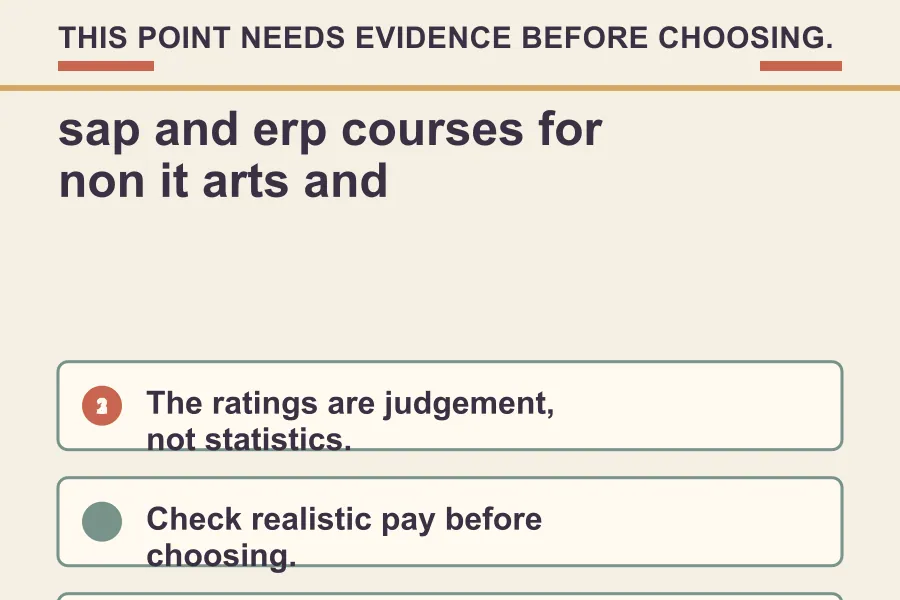 THIS POINT NEEDS EVIDENCE BEFORE CHOOSING.
sap and erp courses for
non it arts and
The ratings are judgement,
not statistics.
Check realistic pay before
choosing.